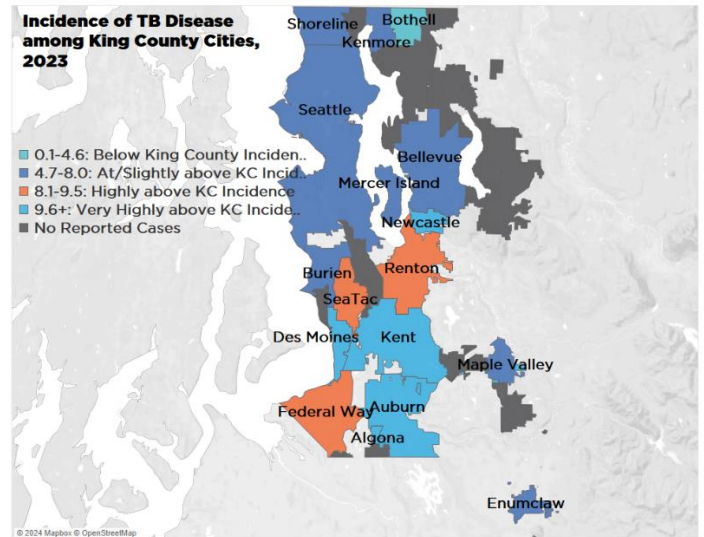 Incidence of TB Disease
among King County Cities,
2023
0.1-4.6: Below King County Inciden..
4.7-8.0: At/Slightly above KC Incid..
8.1-9.5: Highly above KC Incidence
9.6+: Very Highly above KC Incide..
No Reported Cases
Shoreline
Bothell
Kenmore
Seattle
Bellevue
Mercer Island
Newcastle
Burien
Renton
SeaTac
Des Moines
Kent
Maple Valley
Federal Way
Auburn
Algona
Enumclaw
© 2024 Mapbox © OpenStreetMap